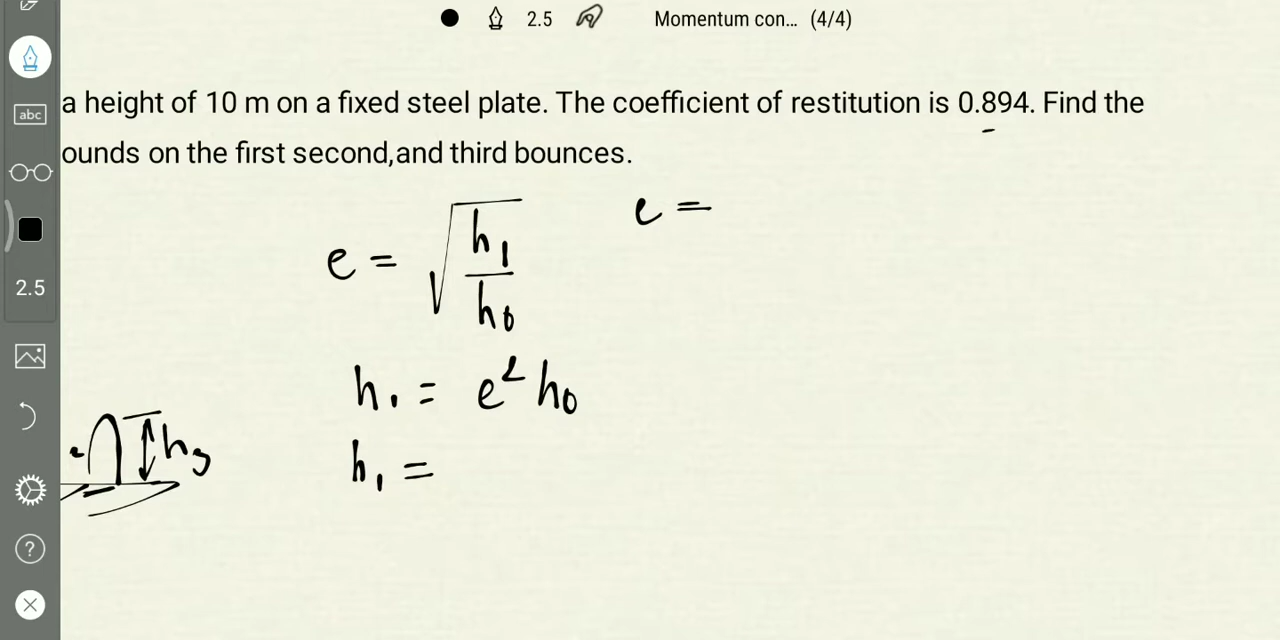 2.5 Momentum con... (4/4)
abc
2.5
?
a height of 10 m on a fixed steel plate. The coefficient of restitution is 0.894. Find the
ounds on the first second,and third bounces.
e = √(h₁/h₀)
e =
h₁ = e² h₀
h₃
h₁ =